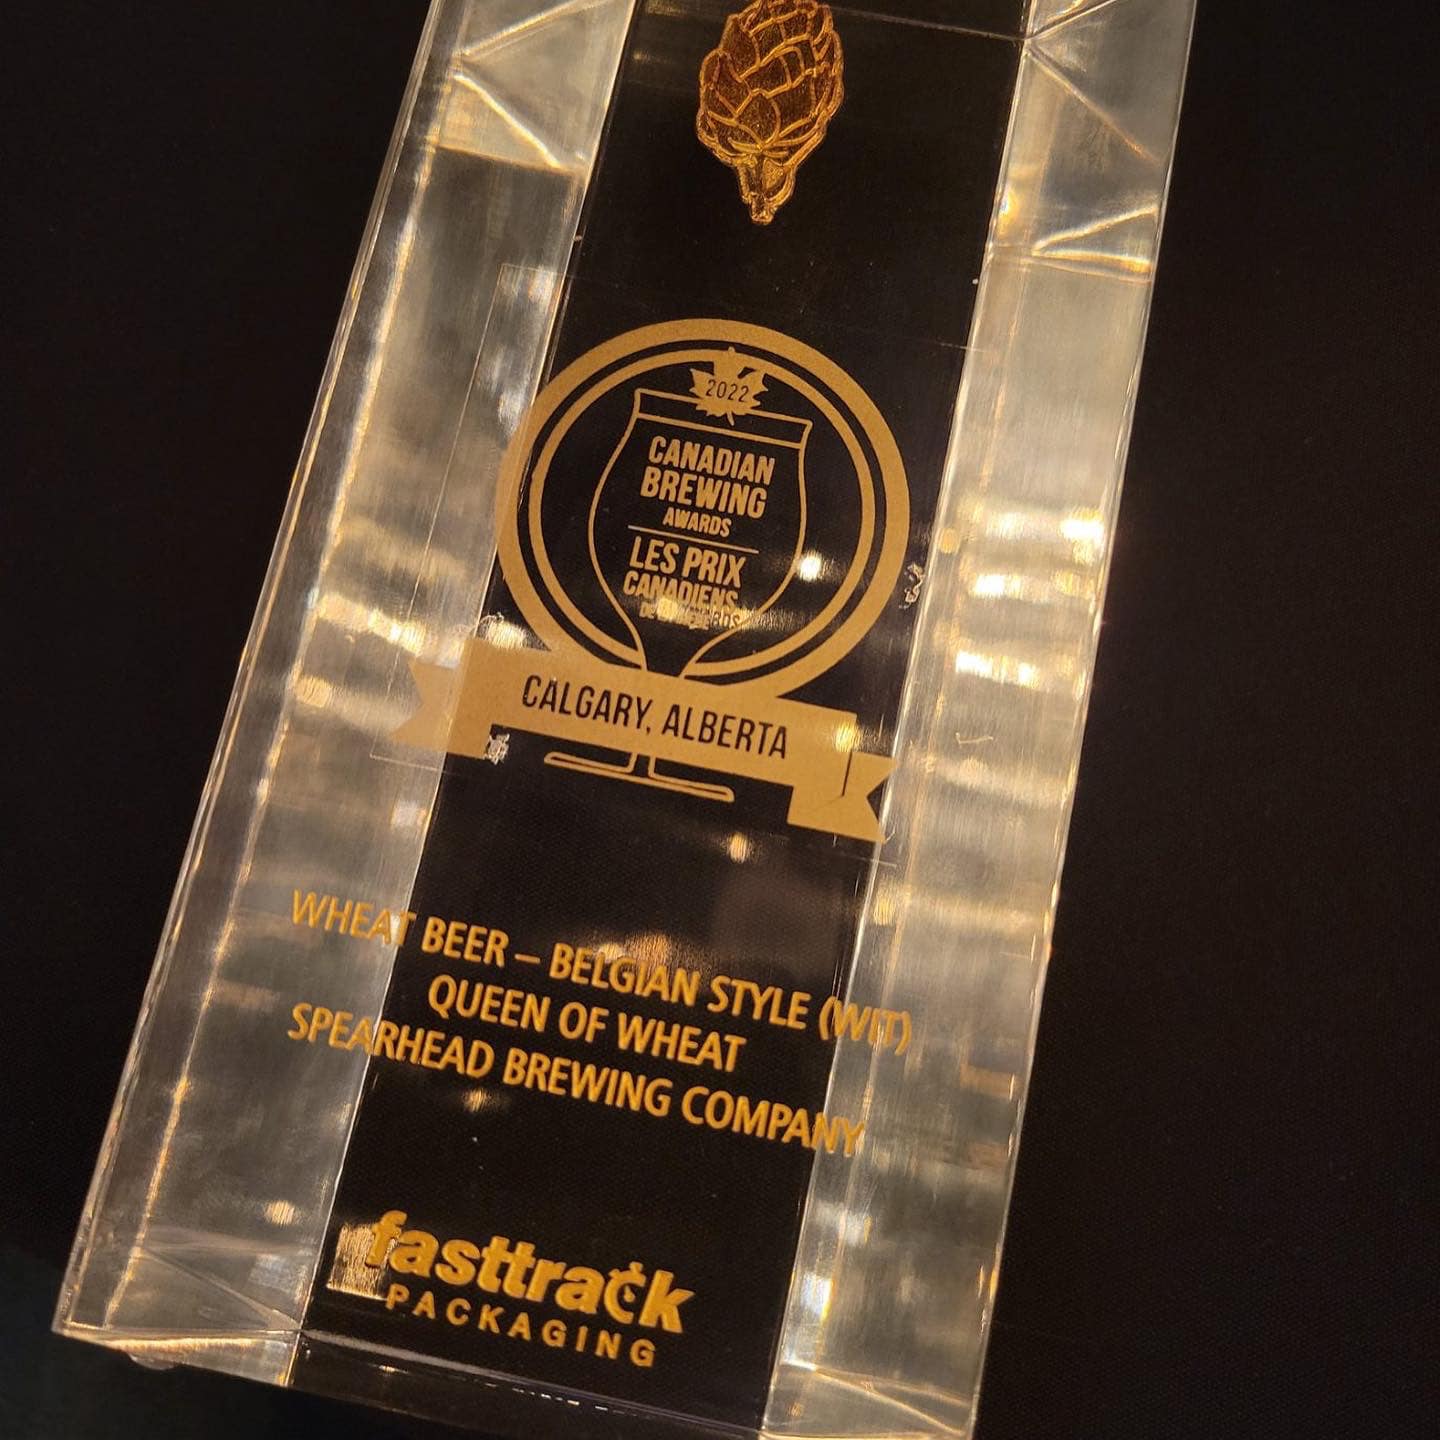 2022
CANADIAN
BREWING
AWARDS
LES PRIX
CANADIENS
CALGARY, ALBERTA
WHEAT BEER – BELGIAN STYLE (WIT)
QUEEN OF WHEAT
SPEARHEAD BREWING COMPANY
fasttrack
PACKAGING